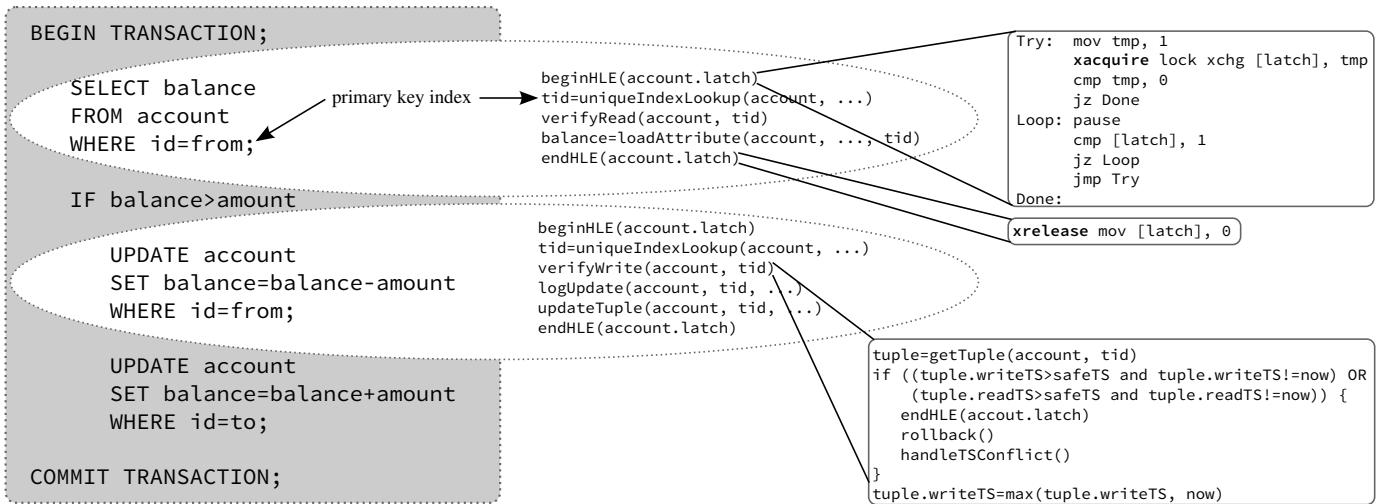 BEGIN TRANSACTION;
SELECT balance
FROM account
WHERE id=from;
primary key index
beginHLE(account.latch)
tid=uniqueIndexLookup(account, ...)
verifyRead(account, tid)
balance=loadAttribute(account, ..., tid)
endHLE(account.latch)
Try: mov tmp, 1
xacquire lock xchg [latch], tmp
cmp tmp, 0
jz Done
Loop: pause
cmp [latch], 1
jz Loop
jmp Try
Done:
xrelease mov [latch], 0
IF balance>amount
UPDATE account
SET balance=balance-amount
WHERE id=from;
beginHLE(account.latch)
tid=uniqueIndexLookup(account, ...)
verifyWrite(account, tid)
logUpdate(account, tid, ...)
updateTuple(account, tid, ...)
endHLE(account.latch)
tuple=getTuple(account, tid)
if ((tuple.writeTS>safeTS and tuple.writeTS!=now) OR
(tuple.readTS>safeTS and tuple.readTS!=now)) {
endHLE(accout.latch)
rollback()
handleTSConflict()
}
tuple.writeTS=max(tuple.writeTS, now)
UPDATE account
SET balance=balance+amount
WHERE id=to;
COMMIT TRANSACTION;